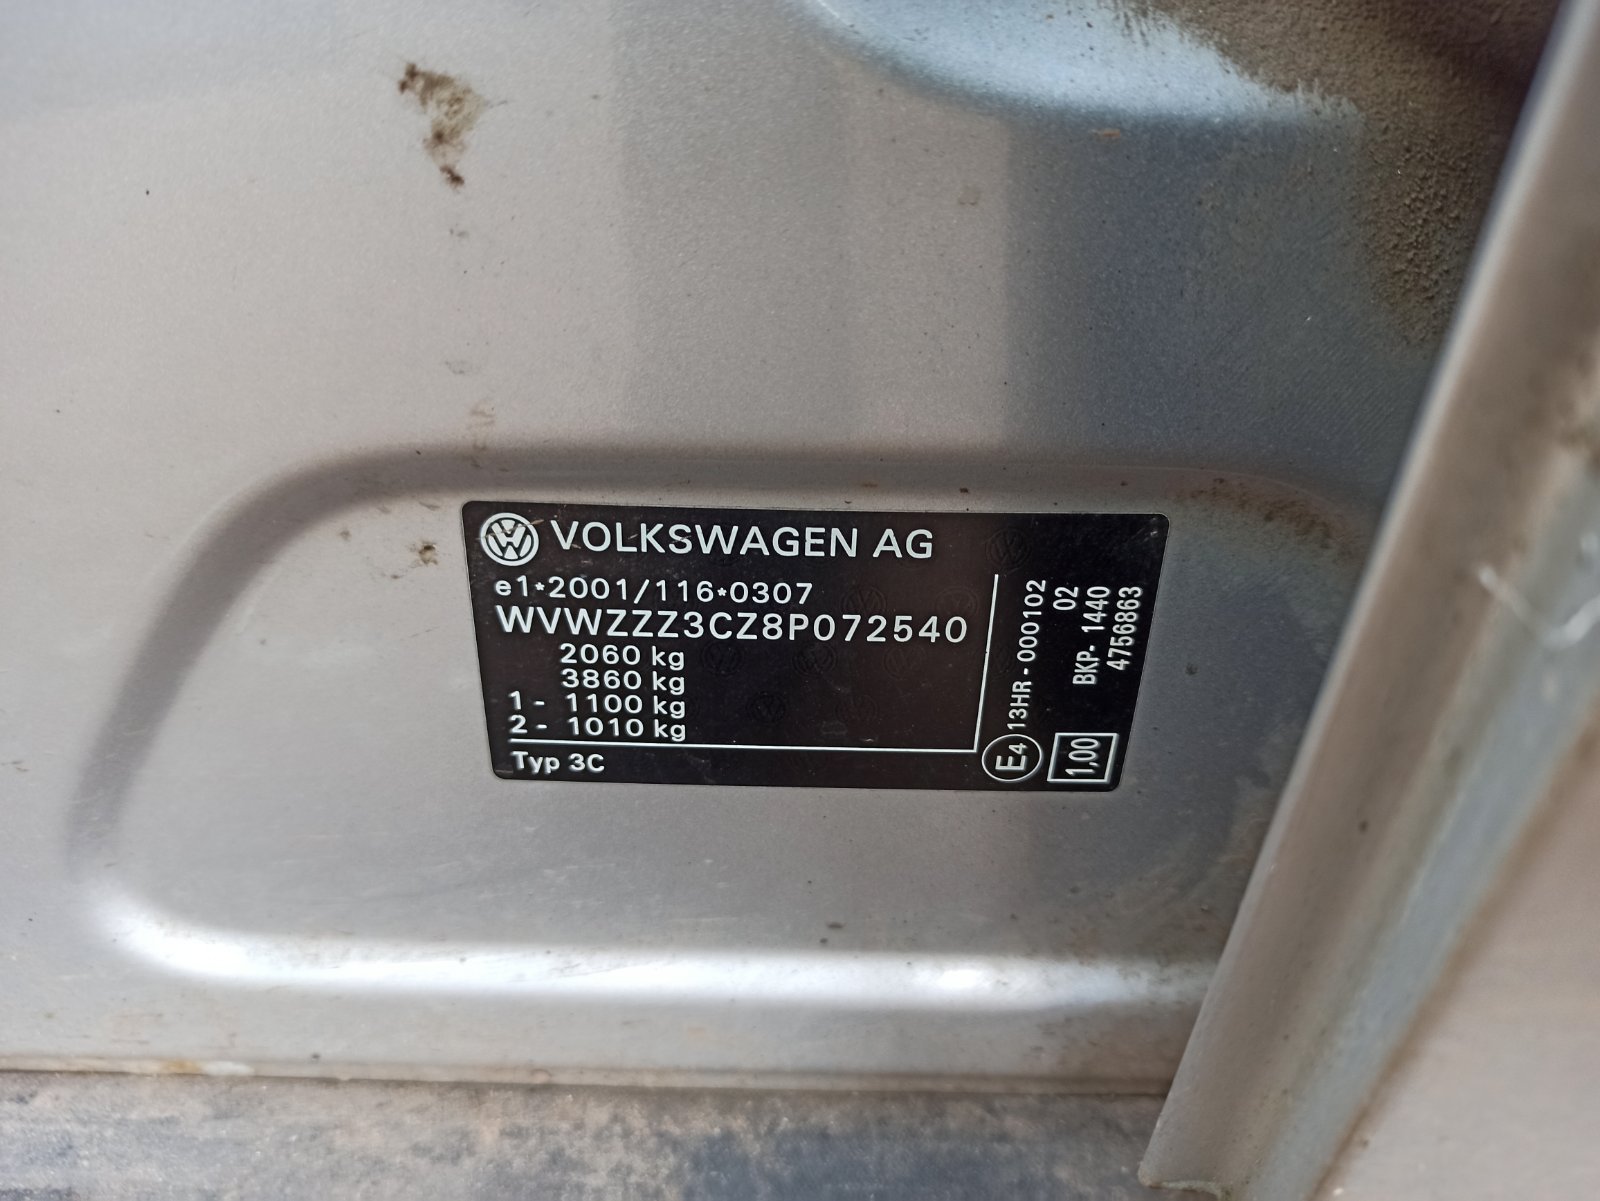 VOLKSWAGEN AG
e1*2001/116*0307
WVWZZZ3CZ8P072540
2060 kg
3860 kg
1 - 1100 kg
2 - 1010 kg
Typ 3C
E4 13HR - 000102
02
BKP- 1440
4756863
1,00